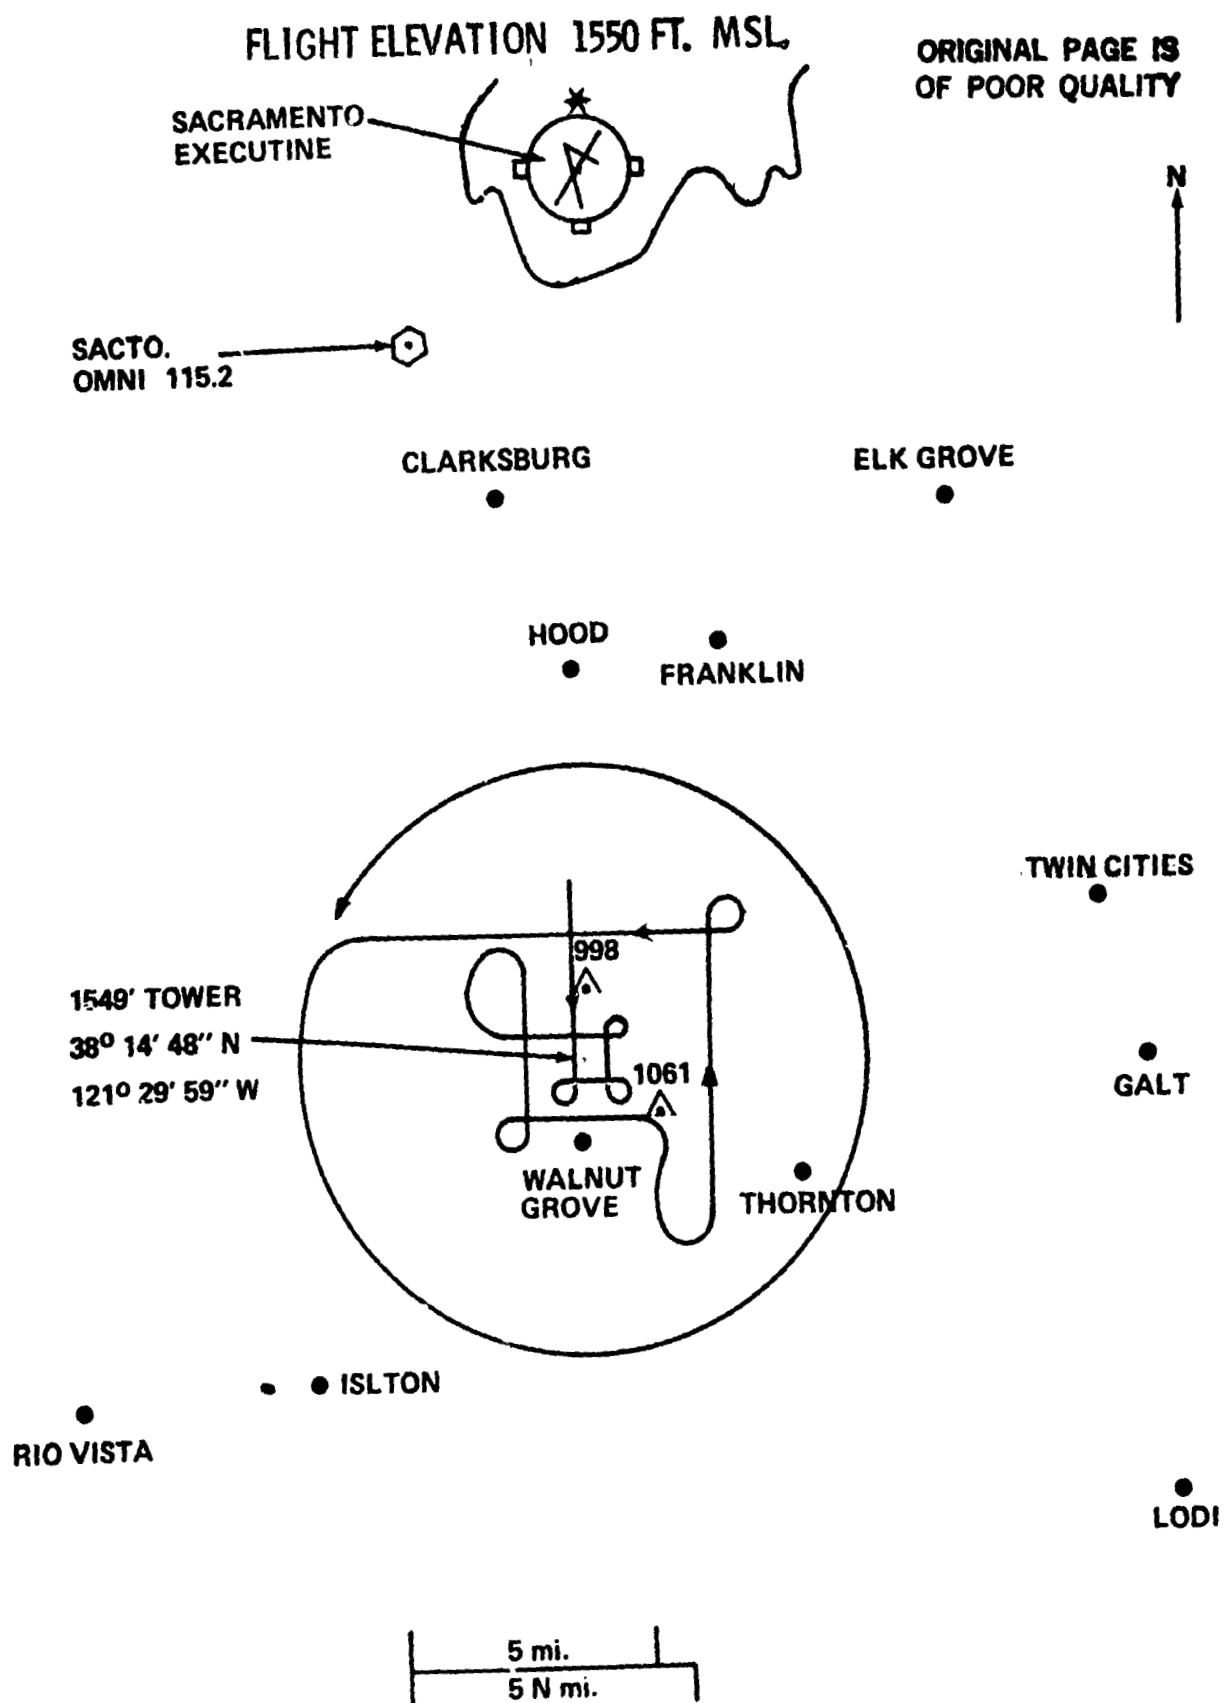 FLIGHT ELEVATION 1550 FT. MSL
ORIGINAL PAGE IS
OF POOR QUALITY
SACRAMENTO
EXECUTINE
N
SACTO.
OMNI 115.2
CLARKSBURG
ELK GROVE
HOOD
FRANKLIN
TWIN CITIES
998
1549' TOWER
38° 14' 48" N
121° 29' 59" W
1061
GALT
WALNUT
GROVE
THORNTON
ISLTON
RIO VISTA
LODI
5 mi.
5 N mi.